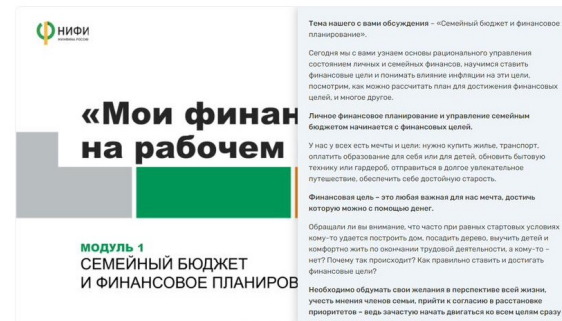 НИФИ
МИНФИНА РОССИИ
«Мои финан
на рабочем
МОДУЛЬ 1
СЕМЕЙНЫЙ БЮДЖЕТ
И ФИНАНСОВОЕ ПЛАНИРОВ
Тема нашего с вами обсуждения – «Семейный бюджет и финансовое
планирование».
Сегодня мы с вами узнаем основы рационального управления
состоянием личных и семейных финансов, научимся ставить
финансовые цели и понимать влияние инфляции на эти цели,
посмотрим, как можно рассчитать план для достижения финансовых
целей, и многое другое.
Личное финансовое планирование и управление семейным
бюджетом начинается с финансовых целей.
У нас у всех есть мечты и цели: нужно купить жилье, транспорт,
оплатить образование для себя или для детей, обновить бытовую
технику или гардероб, отправиться в долгое увлекательное
путешествие, обеспечить себе достойную старость.
Финансовая цель – это любая важная для нас мечта, достичь
которую можно с помощью денег.
Обращали ли вы внимание, что часто при равных стартовых условиях
кому-то удается построить дом, посадить дерево, выучить детей и
комфортно жить по окончании трудовой деятельности, а кому-то –
нет? Почему так происходит? Как правильно ставить и достигать
финансовые цели?
Необходимо обдумать свои желания в перспективе всей жизни,
учесть мнения членов семьи, прийти к согласию в расстановке
приоритетов – ведь зачастую начать двигаться ко всем целям сразу